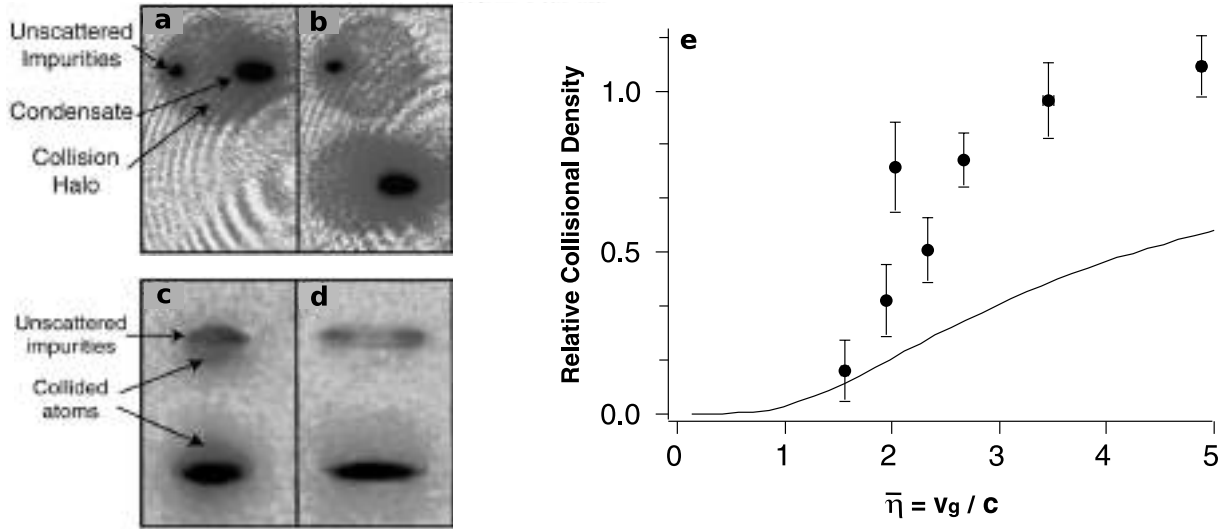 a
b
Unscattered
Impurities
Condensate
Collision
Halo
c
d
Unscattered
impurities
Collided
atoms
e
Relative Collisional Density
1.0
0.5
0.0
0
1
2
3
4
5
η̅ = vg / c